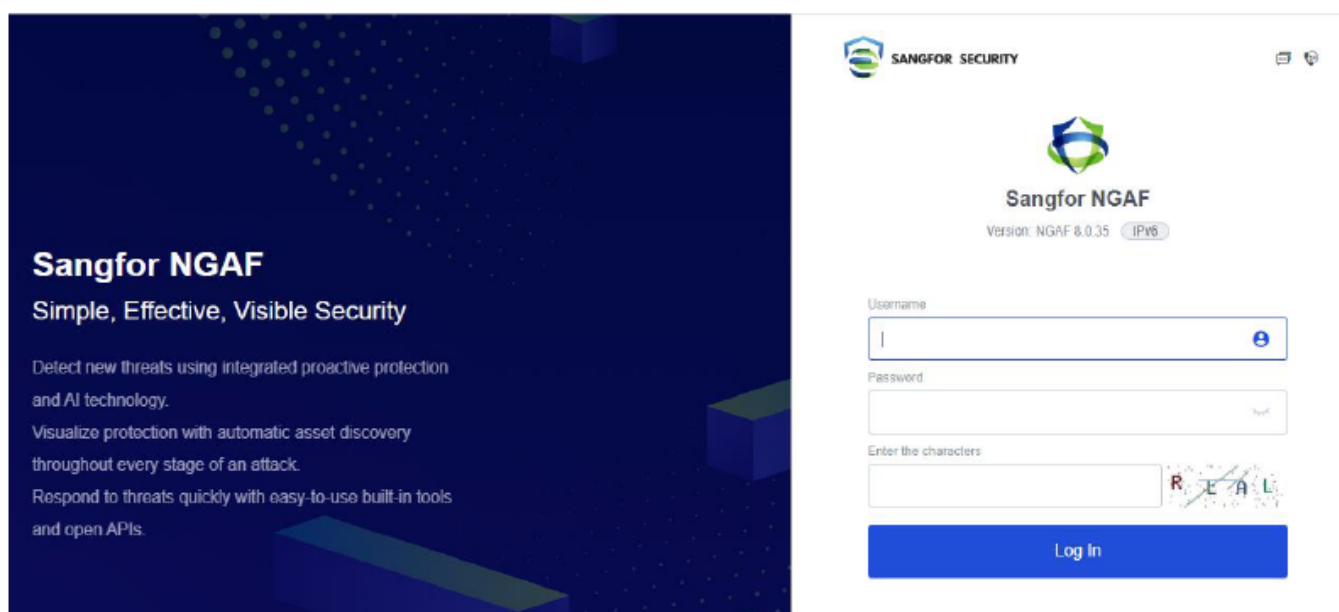 Sangfor NGAF
Simple, Effective, Visible Security
Detect new threats using integrated proactive protection
and AI technology.
Visualize protection with automatic asset discovery
throughout every stage of an attack.
Respond to threats quickly with easy-to-use built-in tools
and open APIs.
SANGFOR SECURITY
Sangfor NGAF
Version: NGAF 8.0.35 IPv6
Username
Password
Enter the characters
R E A L
Log In